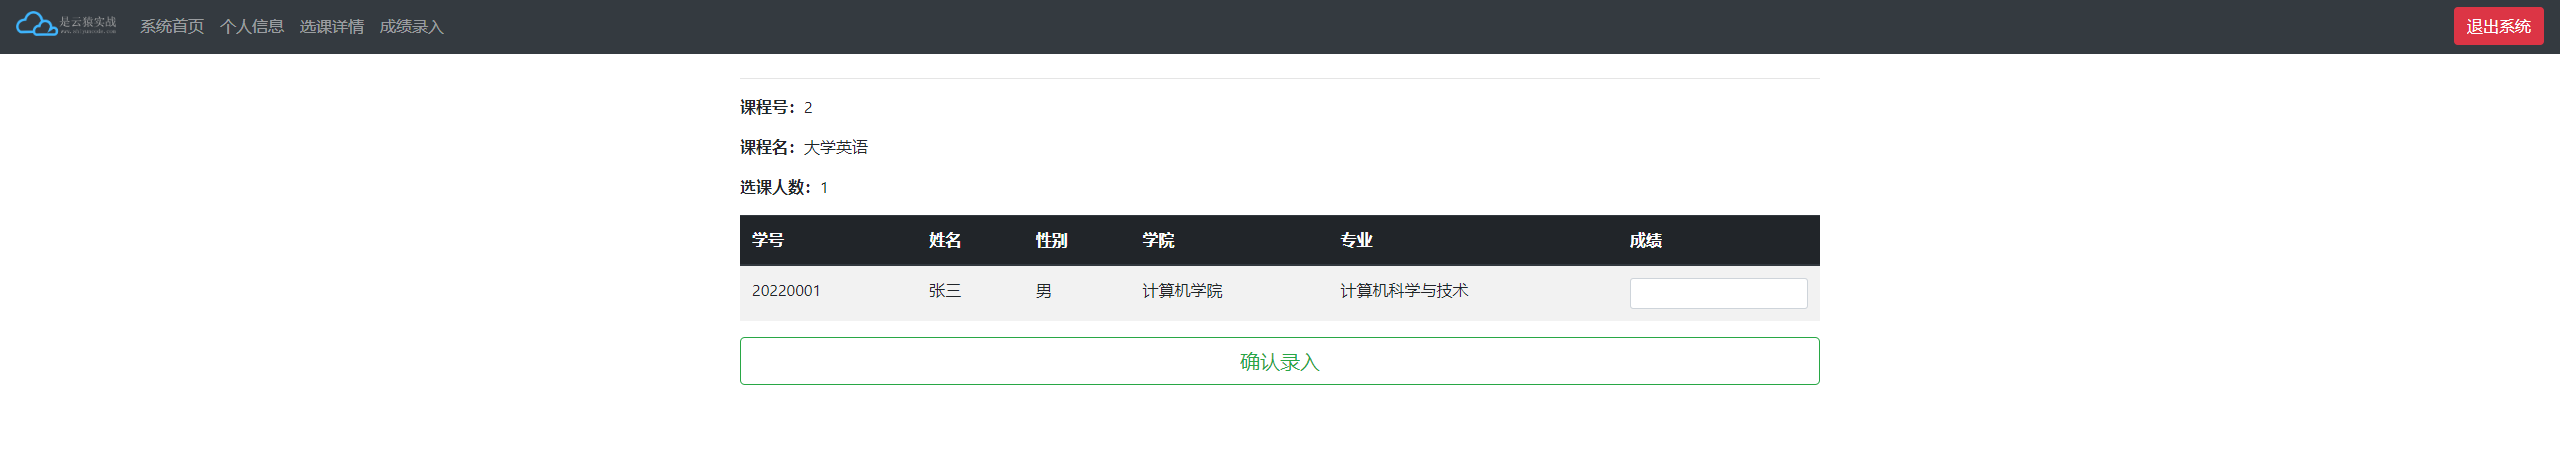 是云猿实战
系统首页 个人信息 选课详情 成绩录入 退出系统
课程号：2
课程名：大学英语
选课人数：1
学号 姓名 性别 学院 专业 成绩
20220001 张三 男 计算机学院 计算机科学与技术
确认录入